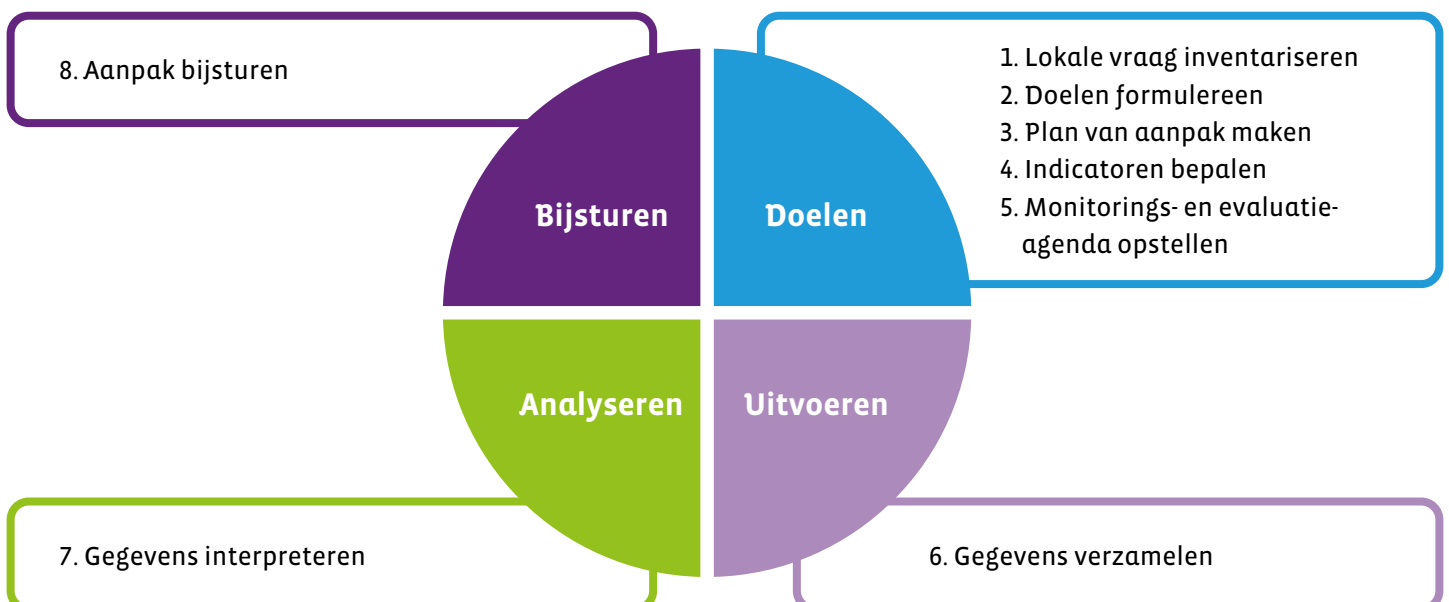 8. Aanpak bijsturen
1. Lokale vraag inventariseren
2. Doelen formulereen
3. Plan van aanpak maken
4. Indicatoren bepalen
5. Monitorings- en evaluatie-
agenda opstellen
Bijsturen
Doelen
Analyseren
Uitvoeren
7. Gegevens interpreteren
6. Gegevens verzamelen